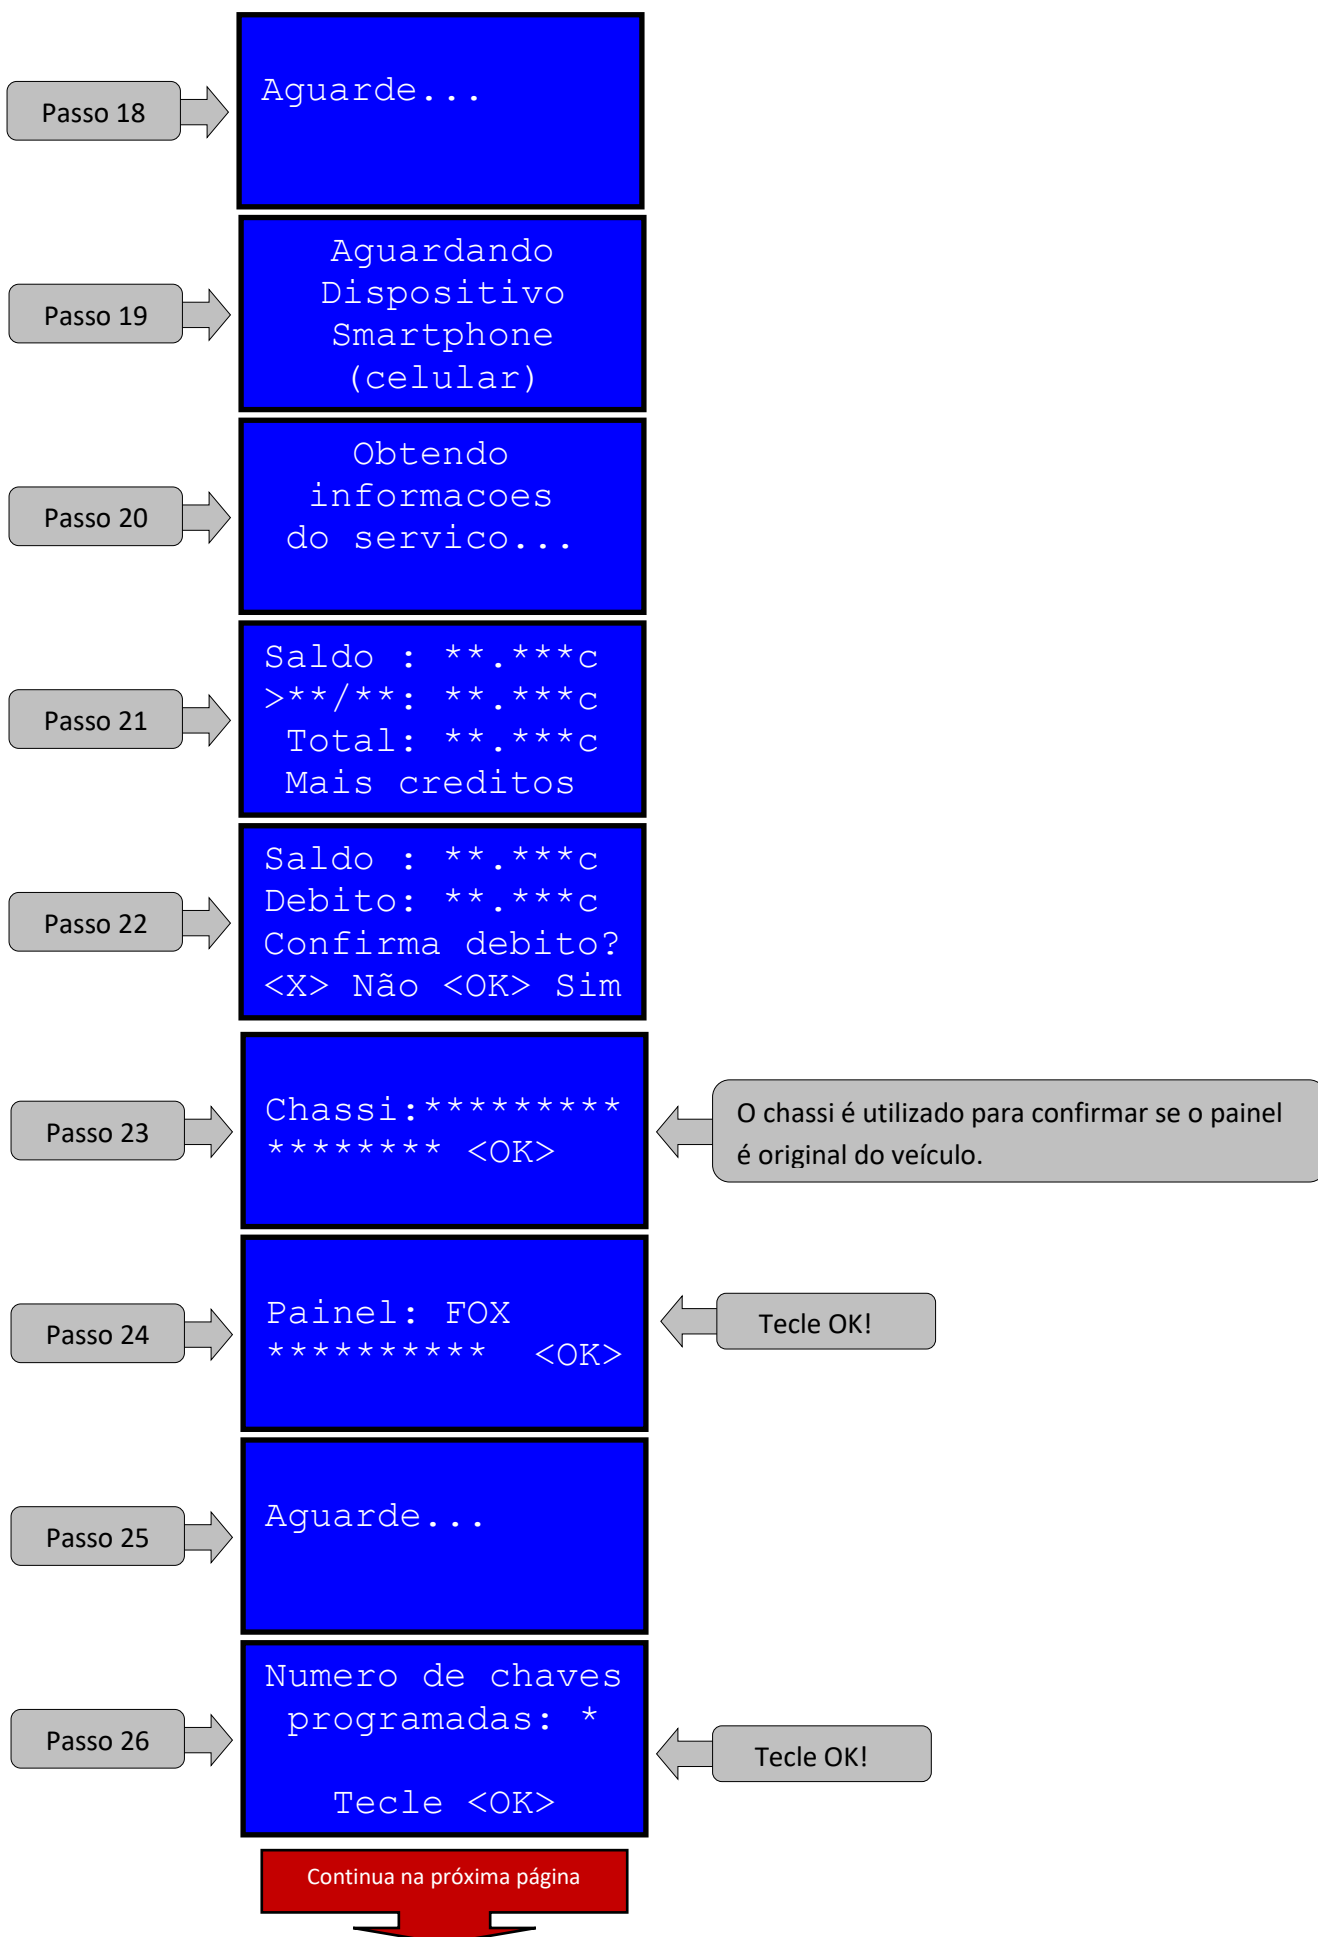 Passo 18
Aguarde...
Passo 19
Aguardando
Dispositivo
Smartphone
(celular)
Passo 20
Obtendo
informacoes
do servico...
Passo 21
Saldo : **.***c
>**/**: **.***c
Total: **.***c
Mais creditos
Passo 22
Saldo : **.***c
Debito: **.***c
Confirma debito?
<X> Não <OK> Sim
Passo 23
Chassi:*********
******** <OK>
O chassi é utilizado para confirmar se o painel
é original do veículo.
Passo 24
Painel: FOX
********** <OK>
Tecle OK!
Passo 25
Aguarde...
Passo 26
Numero de chaves
programadas: *
Tecle <OK>
Tecle OK!
Continua na próxima página